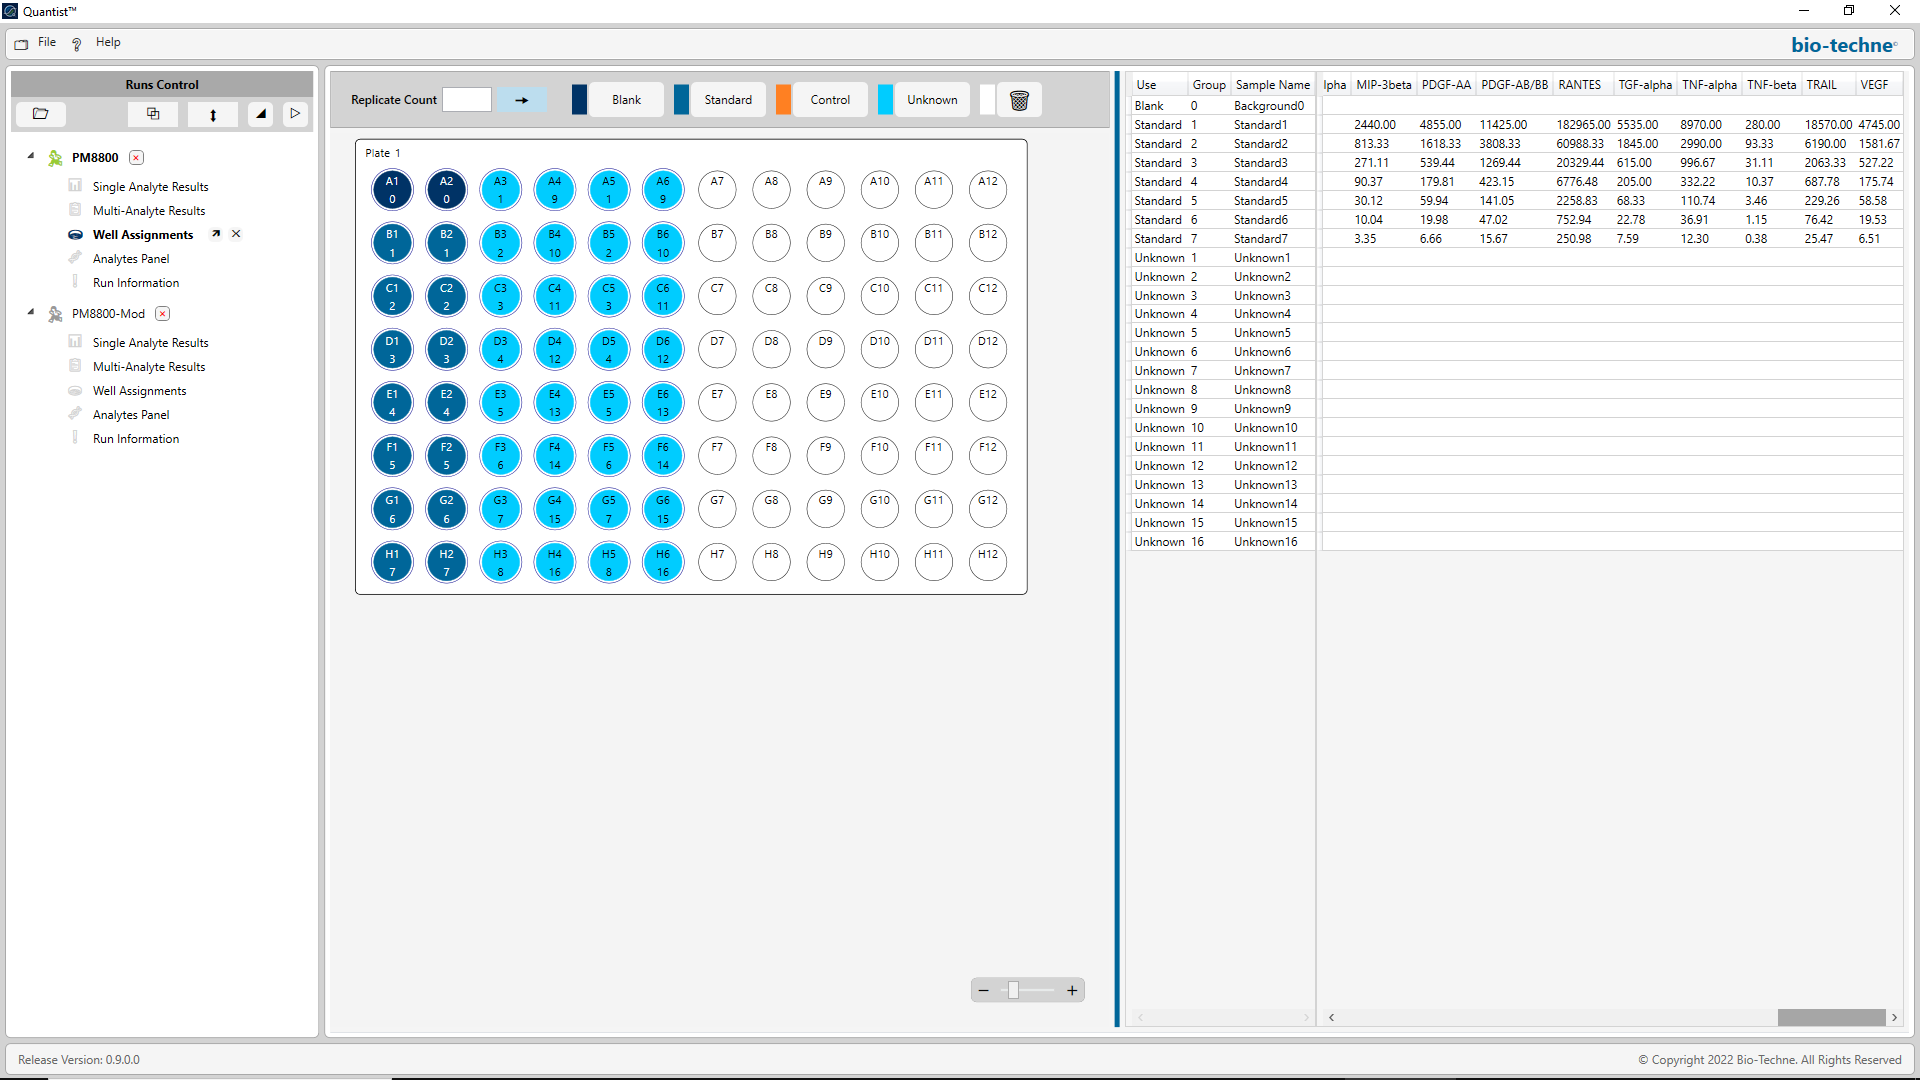 Quantist™
File Help
bio-techne®
Runs Control
PM8800
Single Analyte Results
Multi-Analyte Results
Well Assignments
Analytes Panel
Run Information
PM8800-Mod
Single Analyte Results
Multi-Analyte Results
Well Assignments
Analytes Panel
Run Information
Replicate Count Blank Standard Control Unknown
Plate 1
A1 A2 A3 A4 A5 A6 A7 A8 A9 A10 A11 A12
0 0 1 9 1 9
B1 B2 B3 B4 B5 B6 B7 B8 B9 B10 B11 B12
1 1 2 10 2 10
C1 C2 C3 C4 C5 C6 C7 C8 C9 C10 C11 C12
2 2 3 11 3 11
D1 D2 D3 D4 D5 D6 D7 D8 D9 D10 D11 D12
3 3 4 12 4 12
E1 E2 E3 E4 E5 E6 E7 E8 E9 E10 E11 E12
4 4 5 13 5 13
F1 F2 F3 F4 F5 F6 F7 F8 F9 F10 F11 F12
5 5 6 14 6 14
G1 G2 G3 G4 G5 G6 G7 G8 G9 G10 G11 G12
6 6 7 15 7 15
H1 H2 H3 H4 H5 H6 H7 H8 H9 H10 H11 H12
7 7 8 16 8 16
Use Group Sample Name lpha MIP-3beta PDGF-AA PDGF-AB/BB RANTES TGF-alpha TNF-alpha TNF-beta TRAIL VEGF
Blank 0 Background0
Standard 1 Standard1 2440.00 4855.00 11425.00 182965.00 5535.00 8970.00 280.00 18570.00 4745.00
Standard 2 Standard2 813.33 1618.33 3808.33 60988.33 1845.00 2990.00 93.33 6190.00 1581.67
Standard 3 Standard3 271.11 539.44 1269.44 20329.44 615.00 996.67 31.11 2063.33 527.22
Standard 4 Standard4 90.37 179.81 423.15 6776.48 205.00 332.22 10.37 687.78 175.74
Standard 5 Standard5 30.12 59.94 141.05 2258.83 68.33 110.74 3.46 229.26 58.58
Standard 6 Standard6 10.04 19.98 47.02 752.94 22.78 36.91 1.15 76.42 19.53
Standard 7 Standard7 3.35 6.66 15.67 250.98 7.59 12.30 0.38 25.47 6.51
Unknown 1 Unknown1
Unknown 2 Unknown2
Unknown 3 Unknown3
Unknown 4 Unknown4
Unknown 5 Unknown5
Unknown 6 Unknown6
Unknown 7 Unknown7
Unknown 8 Unknown8
Unknown 9 Unknown9
Unknown 10 Unknown10
Unknown 11 Unknown11
Unknown 12 Unknown12
Unknown 13 Unknown13
Unknown 14 Unknown14
Unknown 15 Unknown15
Unknown 16 Unknown16
Release Version: 0.9.0.0
© Copyright 2022 Bio-Techne. All Rights Reserved